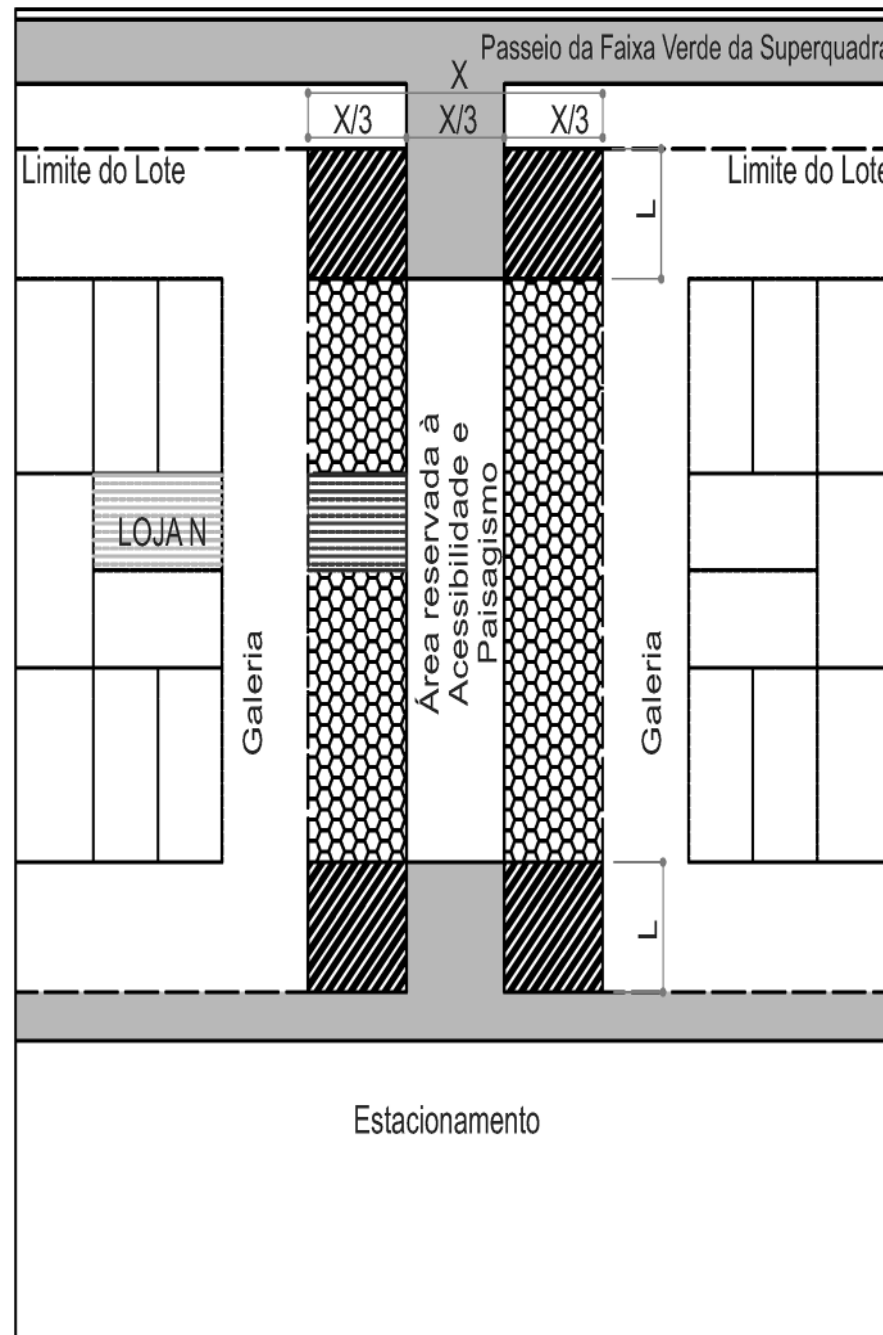 Passeio da Faixa Verde da Superquadra
X
X/3
X/3
X/3
Limite do Lote
Limite do Lote
L
LOJA N
Galeria
Área reservada à
Acessibilidade e
Paisagismo
Galeria
L
Estacionamento